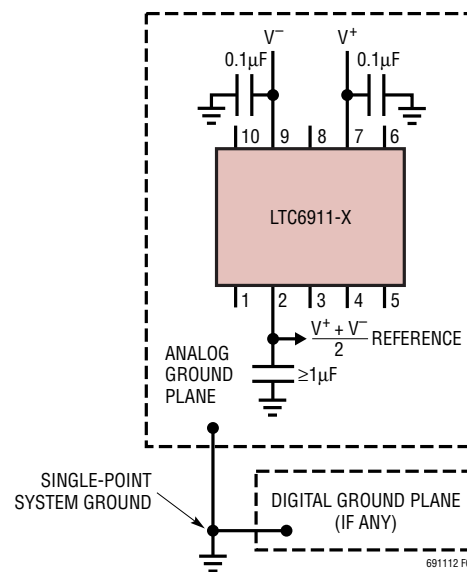 V⁻ V⁺
0.1µF 0.1µF
10 9 8 7 6
LTC6911-X
1 2 3 4 5
V⁺ + V⁻
2
REFERENCE
≥1µF
ANALOG
GROUND
PLANE
SINGLE-POINT
SYSTEM GROUND
DIGITAL GROUND PLANE
(IF ANY)
691112